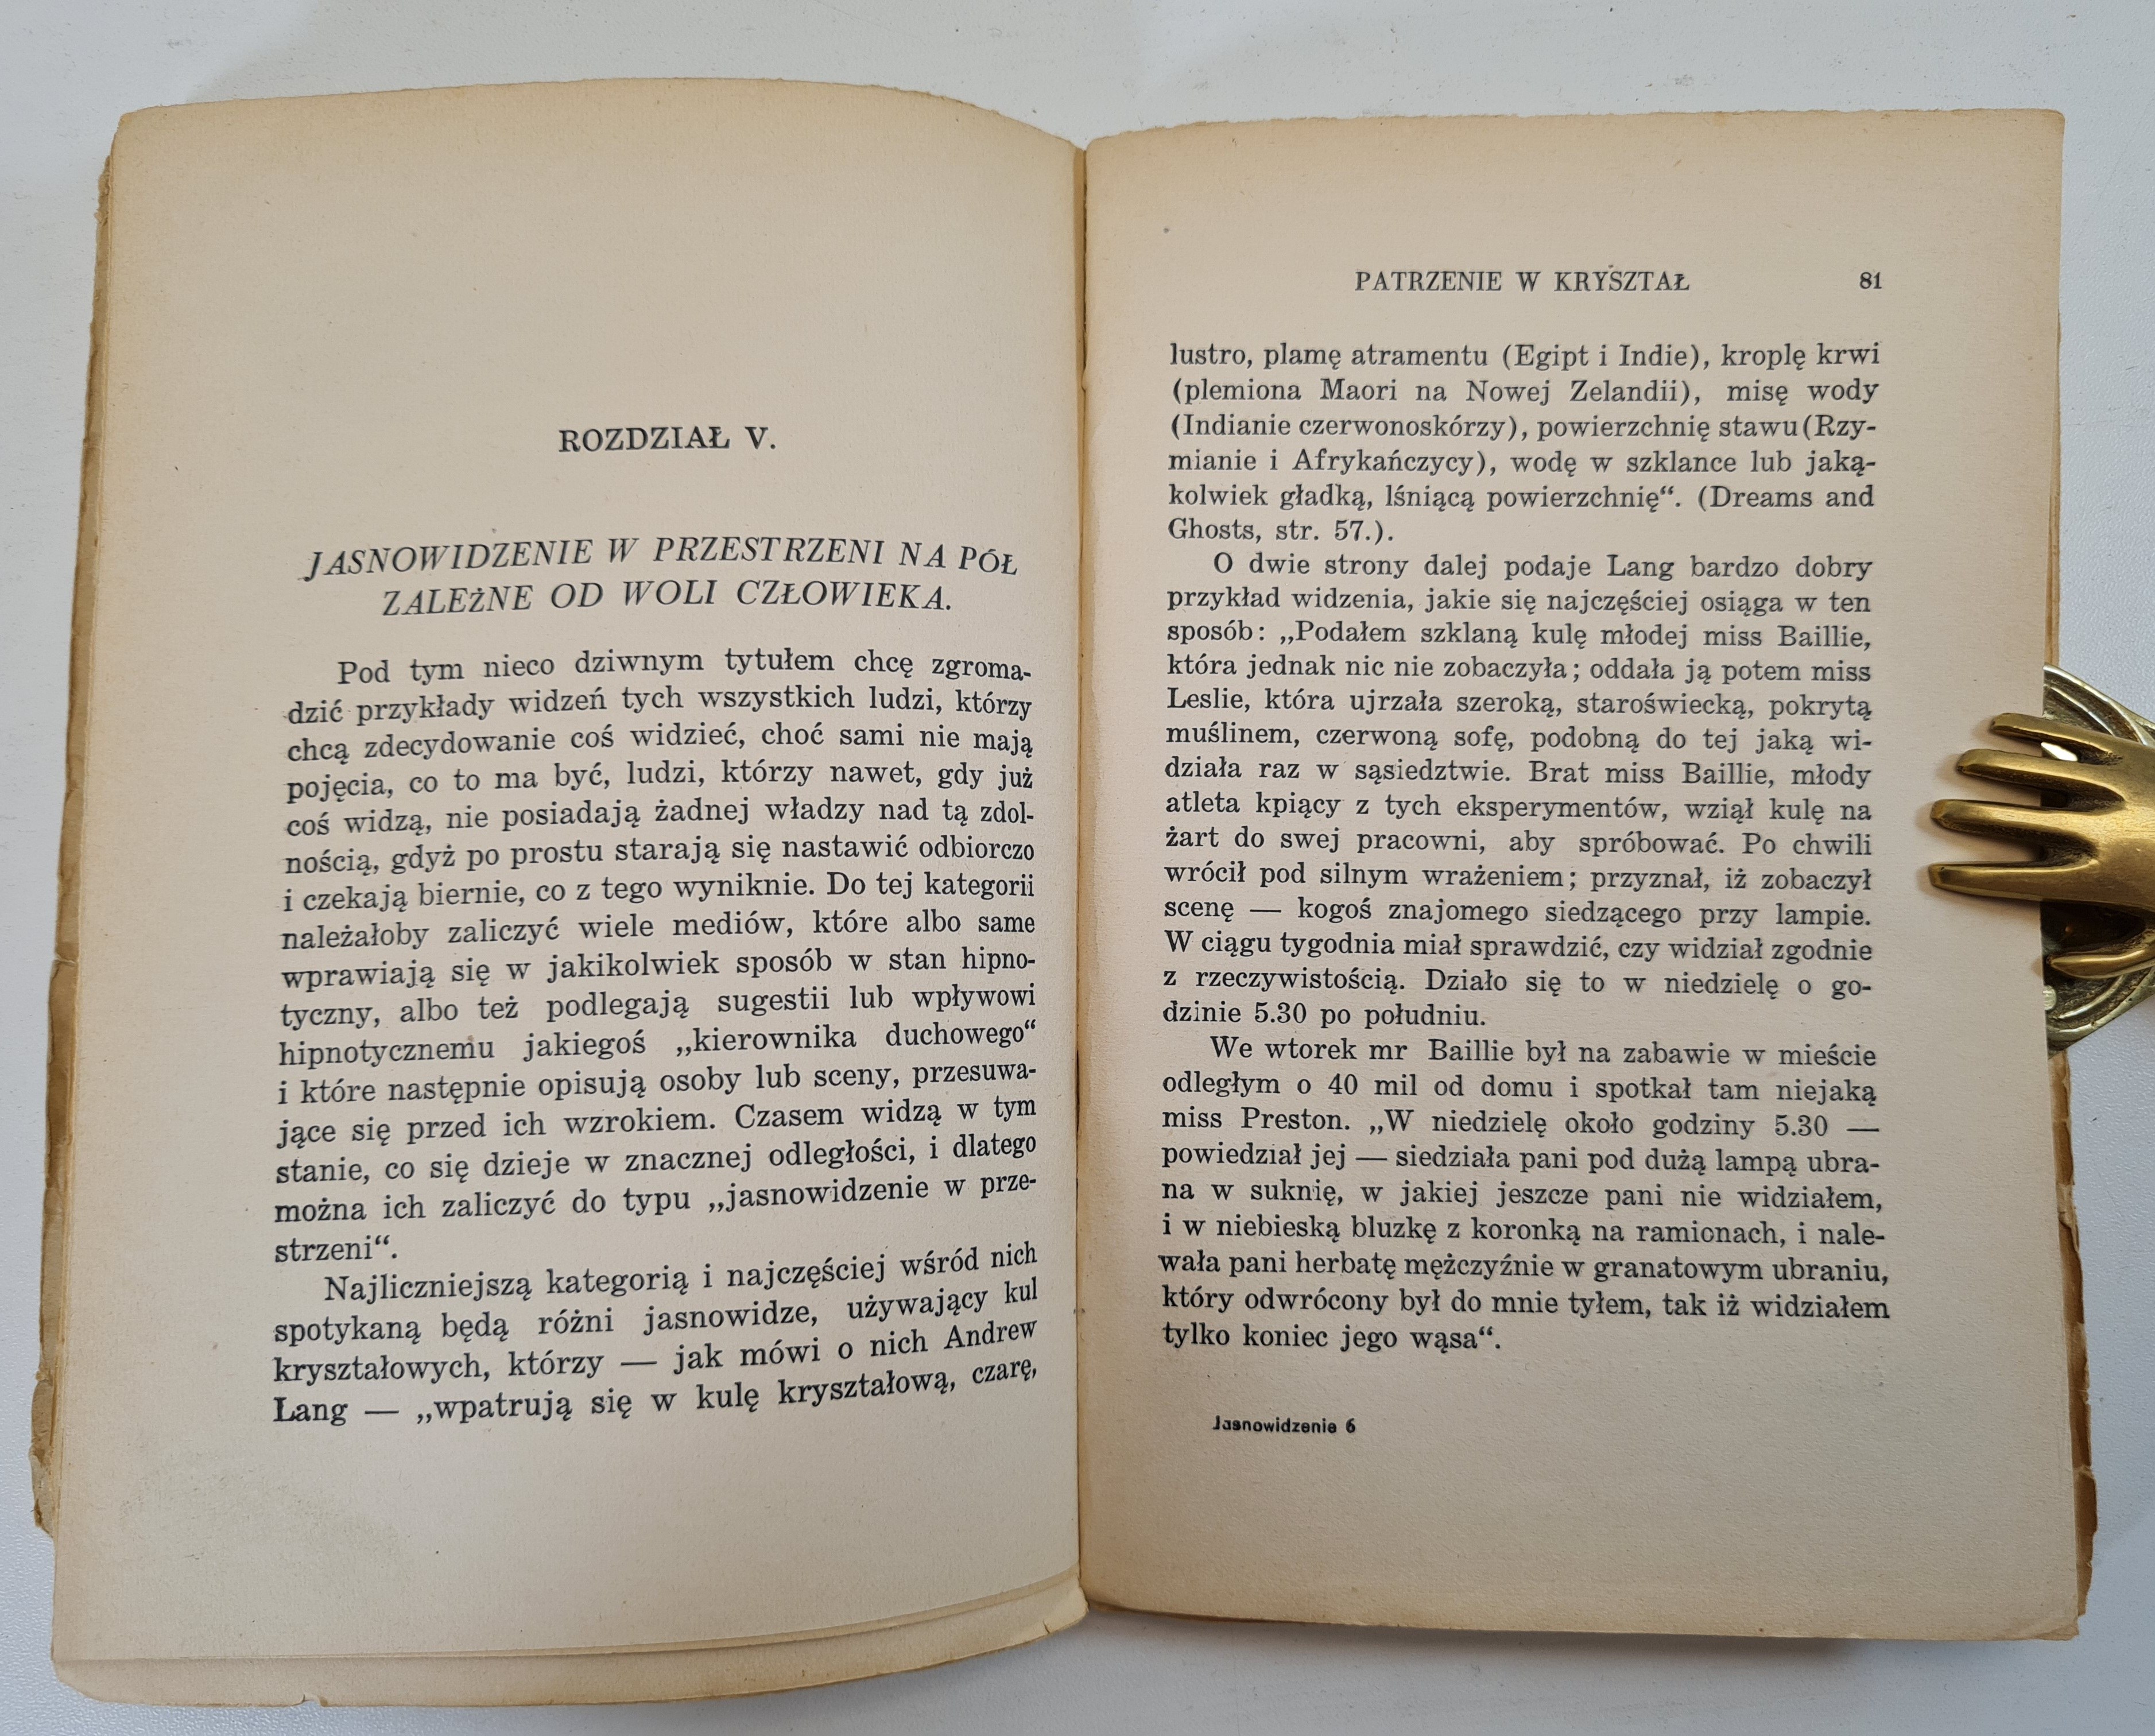 ROZDZIAŁ V.
JASNOWIDZENIE W PRZESTRZENI NA PÓŁ
ZALEŻNE OD WOLI CZŁOWIEKA.
Pod tym nieco dziwnym tytułem chcę zgroma-
dzić przykłady widzeń tych wszystkich ludzi, którzy
chcą zdecydowanie coś widzieć, choć sami nie mają
pojęcia, co to ma być, ludzi, którzy nawet, gdy już
coś widzą, nie posiadają żadnej władzy nad tą zdol-
nością, gdyż po prostu starają się nastawić odbiorczo
i czekają biernie, co z tego wyniknie. Do tej kategorii
należałoby zaliczyć wiele mediów, które albo same
wprawiają się w jakikolwiek sposób w stan hipno-
tyczny, albo też podlegają sugestii lub wpływowi
hipnotycznemu jakiegoś „kierownika duchowego“
i które następnie opisują osoby lub sceny, przesuwa-
jące się przed ich wzrokiem. Czasem widzą w tym
stanie, co się dzieje w znacznej odległości, i dlatego
można ich zaliczyć do typu „jasnowidzenie w prze-
strzeni“.
Najliczniejszą kategorią i najczęściej wśród nich
spotykaną będą różni jasnowidze, używający kul
kryształowych, którzy — jak mówi o nich Andrew
Lang — „wpatrują się w kulę kryształową, czarę,
PATRZENIE W KRYSZTAŁ 81
lustro, plamę atramentu (Egipt i Indie), kroplę krwi
(plemiona Maori na Nowej Zelandii), misę wody
(Indianie czerwonoskórzy), powierzchnię stawu (Rzy-
mianie i Afrykańczycy), wodę w szklance lub jaką-
kolwiek gładką, lśniącą powierzchnię“. (Dreams and
Ghosts, str. 57.).
O dwie strony dalej podaje Lang bardzo dobry
przykład widzenia, jakie się najczęściej osiąga w ten
sposób: „Podałem szklaną kulę młodej miss Baillie,
która jednak nic nie zobaczyła; oddała ją potem miss
Leslie, która ujrzała szeroką, staroświecką, pokrytą
muślinem, czerwoną sofę, podobną do tej jaką wi-
działa raz w sąsiedztwie. Brat miss Baillie, młody
atleta kpiący z tych eksperymentów, wziął kulę na
żart do swej pracowni, aby spróbować. Po chwili
wrócił pod silnym wrażeniem; przyznał, iż zobaczył
scenę — kogoś znajomego siedzącego przy lampie.
W ciągu tygodnia miał sprawdzić, czy widział zgodnie
z rzeczywistością. Działo się to w niedzielę o go-
dzinie 5.30 po południu.
We wtorek mr Baillie był na zabawie w mieście
odległym o 40 mil od domu i spotkał tam niejaką
miss Preston. „W niedzielę około godziny 5.30 —
powiedział jej — siedziała pani pod dużą lampą ubra-
na w suknię, w jakiej jeszcze pani nie widziałem,
i w niebieską bluzkę z koronką na ramionach, i nale-
wała pani herbatę mężczyźnie w granatowym ubraniu,
który odwrócony był do mnie tyłem, tak iż widziałem
tylko koniec jego wąsa“.
Jasnowidzenie 6